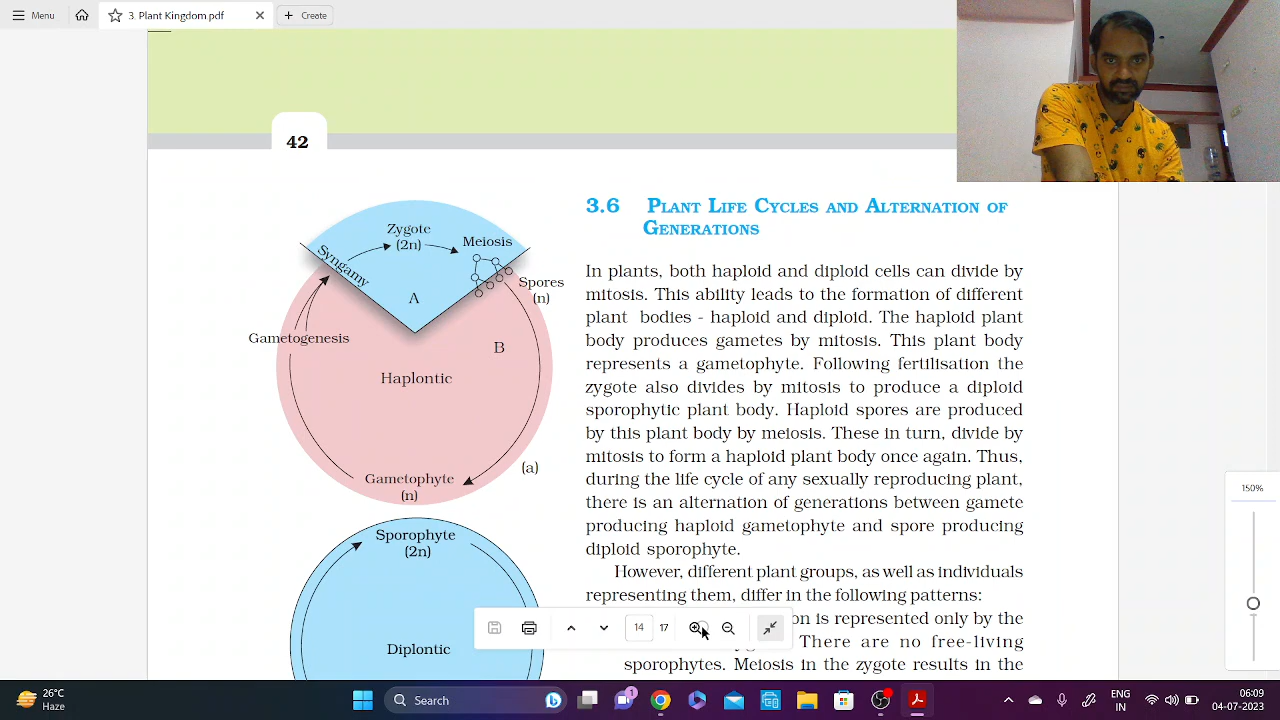 Menu
3. Plant Kingdom.pdf
Create
42
3.6 PLANT LIFE CYCLES AND ALTERNATION OF
GENERATIONS
In plants, both haploid and diploid cells can divide by
mitosis. This ability leads to the formation of different
plant bodies - haploid and diploid. The haploid plant
body produces gametes by mitosis. This plant body
represents a gametophyte. Following fertilisation the
zygote also divides by mitosis to produce a diploid
sporophytic plant body. Haploid spores are produced
by this plant body by meiosis. These in turn, divide by
mitosis to form a haploid plant body once again. Thus,
during the life cycle of any sexually reproducing plant,
there is an alternation of generations between gamete
producing haploid gametophyte and spore producing
diploid sporophyte.
However, different plant groups, as well as individuals
representing them, differ in the following patterns:
on is represented only by the
There are no free-living
sporophytes. Meiosis in the zygote results in the
Zygote
(2n)
Meiosis
Syngamy
Spores
(n)
A
Gametogenesis
B
Haplontic
Gametophyte
(n)
(a)
Sporophyte
(2n)
Diplontic
14
17
150%
26°C
Haze
Search
1
ENG
IN
06:09
04-07-2023